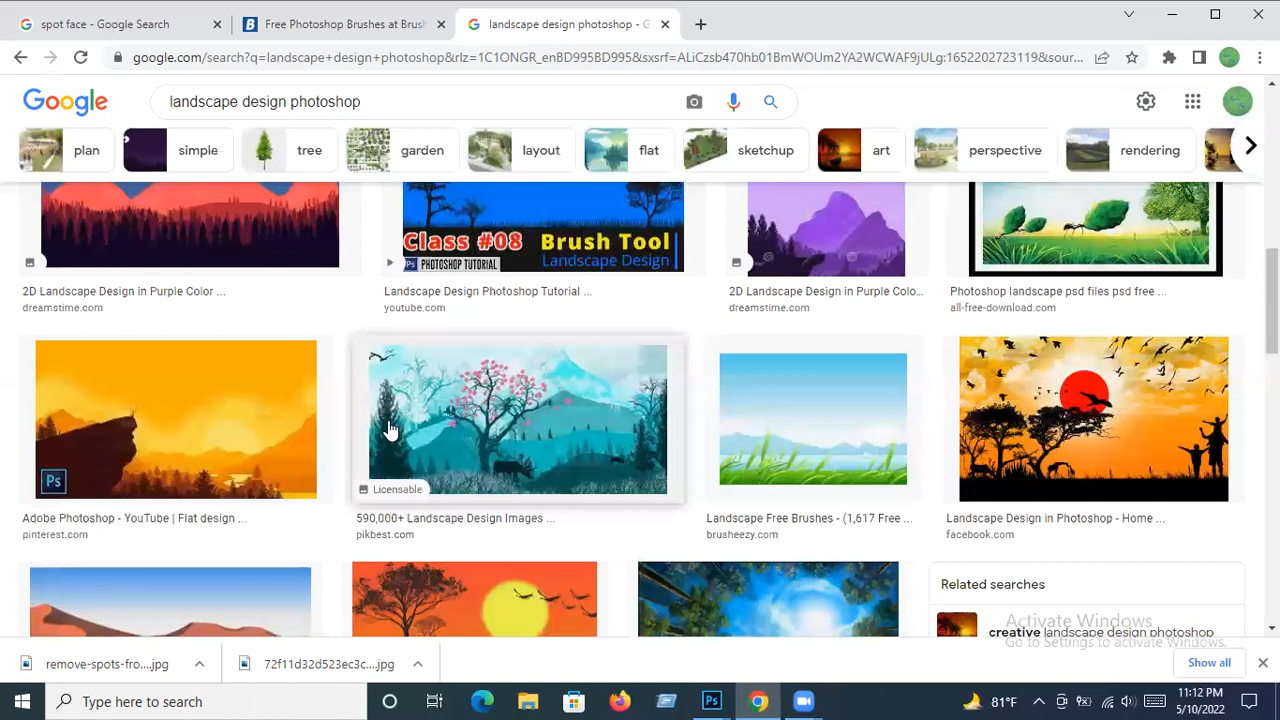 spot face - Google Search
Free Photoshop Brushes at Brush
landscape design photoshop - G
google.com/search?q=landscape+design+photoshop&rlz=1C1ONGR_enBD995BD995&sxsrf=ALiCzsb470hb01BmWOUm2YA2WCWAF9jULg:1652202723119&sour...
Google
landscape design photoshop
plan
simple
tree
garden
layout
flat
sketchup
art
perspective
rendering
Class #08
Brush Tool
Ps PHOTOSHOP TUTORIAL
Landscape Design
2D Landscape Design in Purple Color ...
dreamstime.com
Landscape Design Photoshop Tutorial ...
youtube.com
2D Landscape Design in Purple Colo...
dreamstime.com
Photoshop landscape psd files psd free ...
all-free-download.com
Ps
Licensable
Adobe Photoshop - YouTube | Flat design ...
pinterest.com
590,000+ Landscape Design Images ...
pikbest.com
Landscape Free Brushes - (1,617 Free ...
brusheezy.com
Landscape Design in Photoshop - Home ...
facebook.com
Related searches
creative landscape design photoshop
Activate Windows
Go to Settings to activate Windows.
remove-spots-fro....jpg
72f11d32d523ec3c....jpg
Show all
Type here to search
Ps
81°F
11:12 PM
5/10/2022